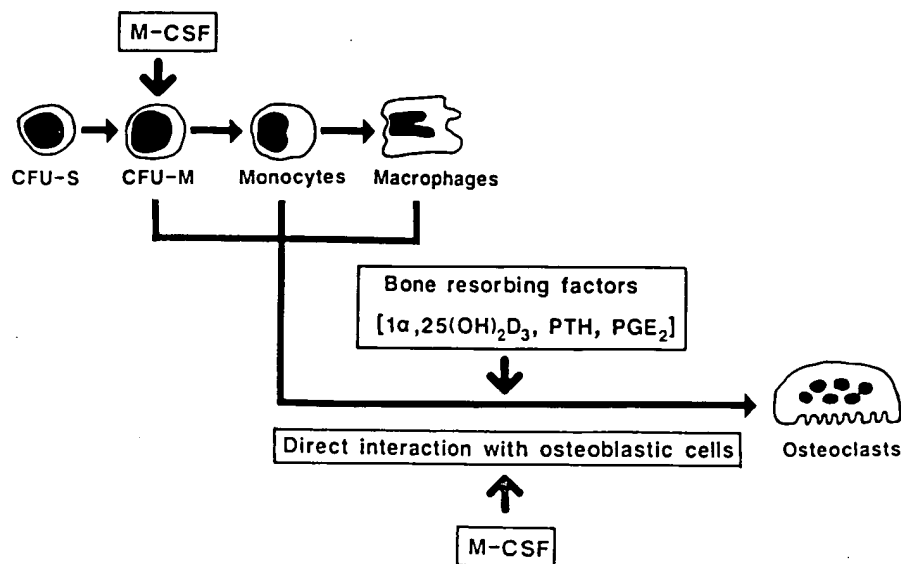 M-CSF
CFU-S CFU-M Monocytes Macrophages
Bone resorbing factors
[1α,25(OH)₂D₃, PTH, PGE₂]
Direct interaction with osteoblastic cells
Osteoclasts
M-CSF